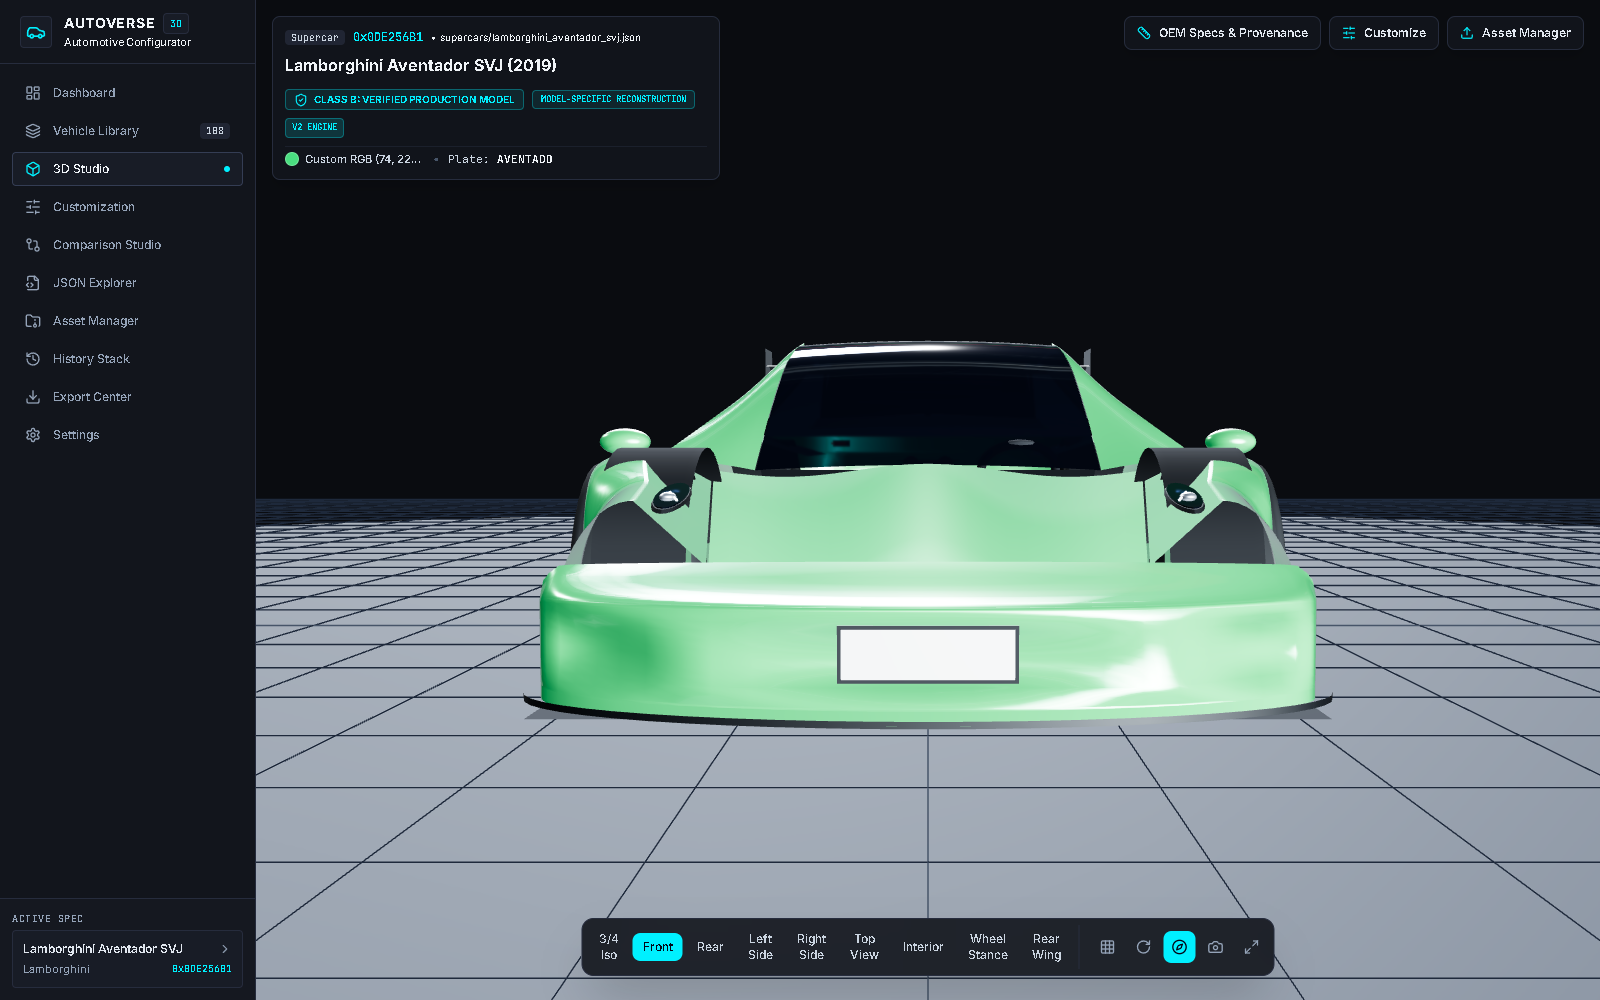 AUTOVERSE 3D
Automotive Configurator
Dashboard
Vehicle Library 188
3D Studio
Customization
Comparison Studio
JSON Explorer
Asset Manager
History Stack
Export Center
Settings
ACTIVE SPEC
Lamborghini Aventador SVJ
Lamborghini 0x0DE256B1
Supercar 0x0DE256B1 • supercars/lamborghini_aventador_svj.json
Lamborghini Aventador SVJ (2019)
CLASS B: VERIFIED PRODUCTION MODEL MODEL-SPECIFIC RECONSTRUCTION
V2 ENGINE
Custom RGB (74, 22... • Plate: AVENTADO
OEM Specs & Provenance Customize Asset Manager
3/4 Iso Front Rear Left Side Right Side Top View Interior Wheel Stance Rear Wing